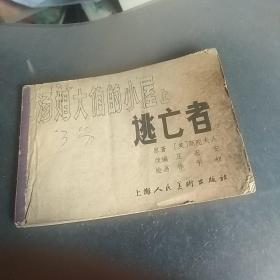 汤姆大伯的小屋上
逃亡者
原著 [美]斯陀夫人
改编
绘画
上海人民美术出版社